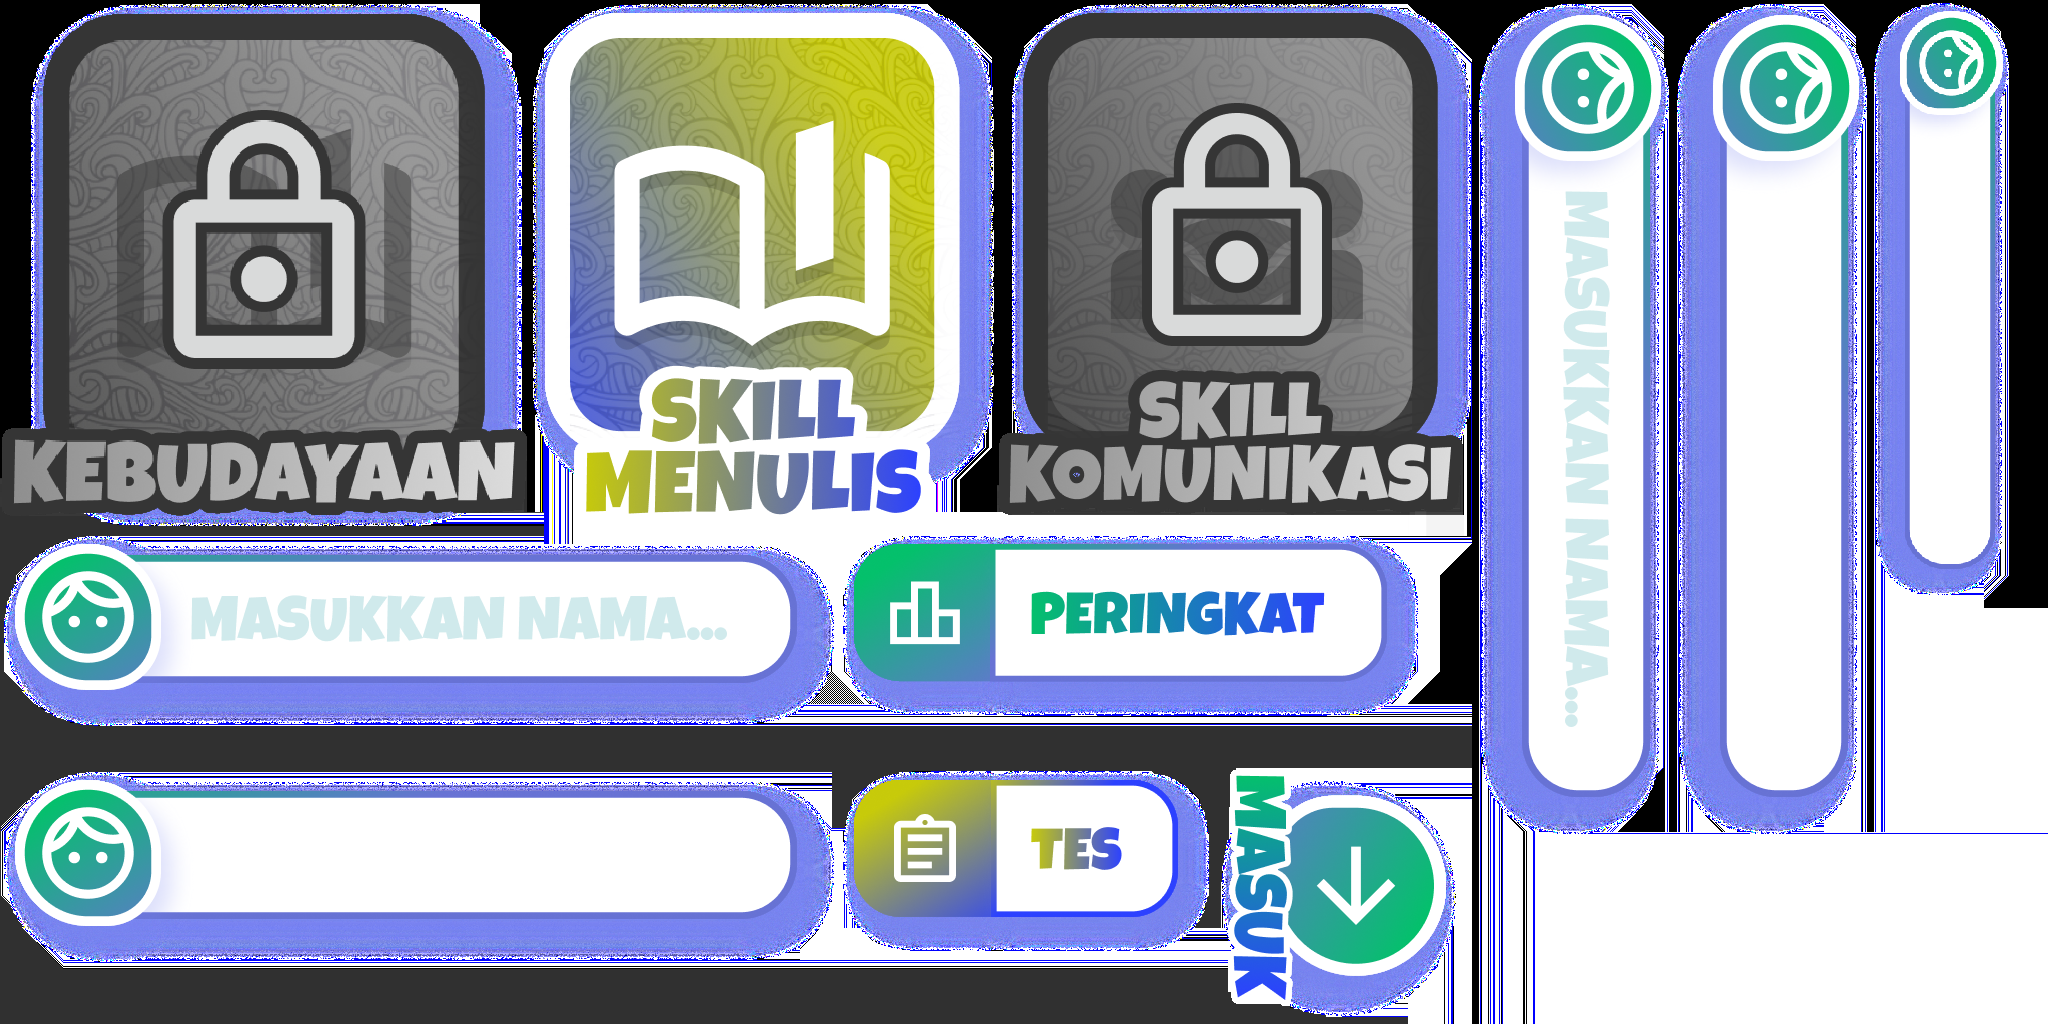 KEBUDAYAAN
SKILL
MENULIS
SKILL
KOMUNIKASI
MASUKKAN NAMA...
MASUKKAN NAMA...
PERINGKAT
TES
MASUK